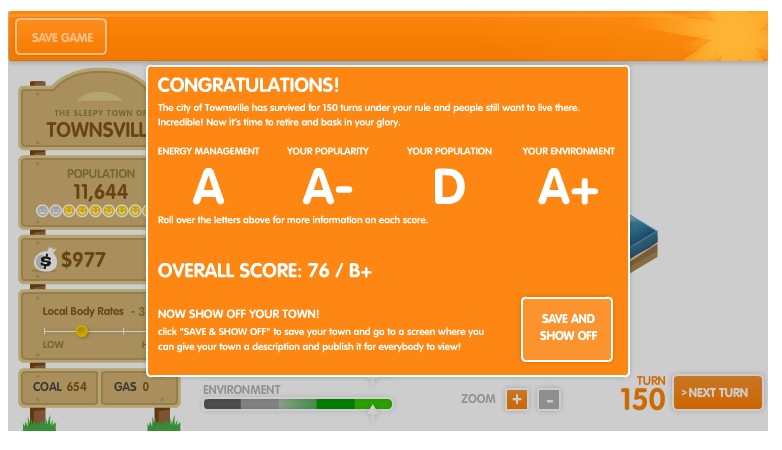 SAVE GAME
CONGRATULATIONS!
The city of Townsville has survived for 150 turns under your rule and people still want to live there.
Incredible! Now it's time to retire and bask in your glory.
ENERGY MANAGEMENT YOUR POPULARITY YOUR POPULATION YOUR ENVIRONMENT
A A- D A+
Roll over the letters above for more information on each score.
OVERALL SCORE: 76 / B+
NOW SHOW OFF YOUR TOWN!
click "SAVE & SHOW OFF" to save your town and go to a screen where you
can give your town a description and publish it for everybody to view!
SAVE AND
SHOW OFF
THE SLEEPY TOWN OF
TOWNSVIL
POPULATION
11,644
$ $977
Local Body Rates - 3
LOW H
COAL 654 GAS 0
ENVIRONMENT
ZOOM + -
TURN
150
> NEXT TURN